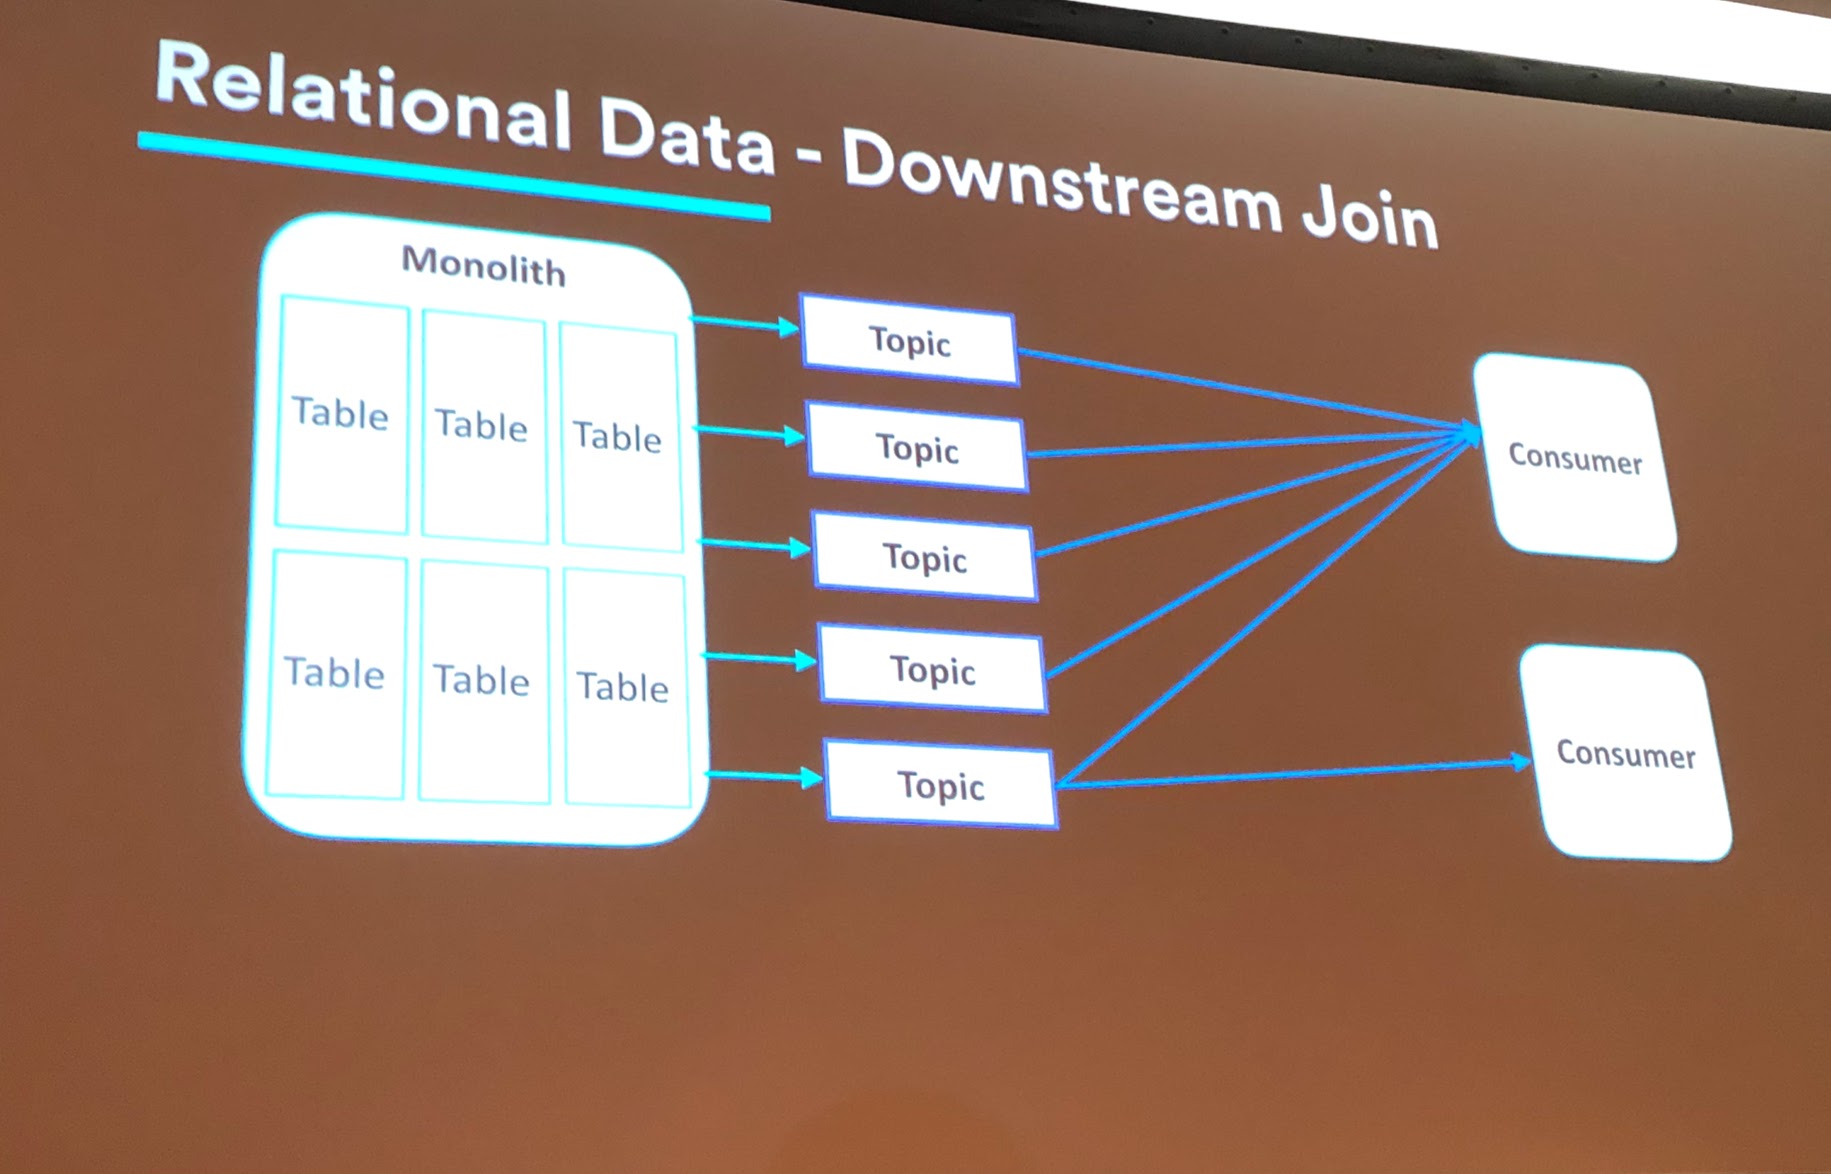 Relational Data - Downstream Join
Monolith
Table
Table
Table
Table
Table
Table
Topic
Topic
Topic
Topic
Topic
Consumer
Consumer